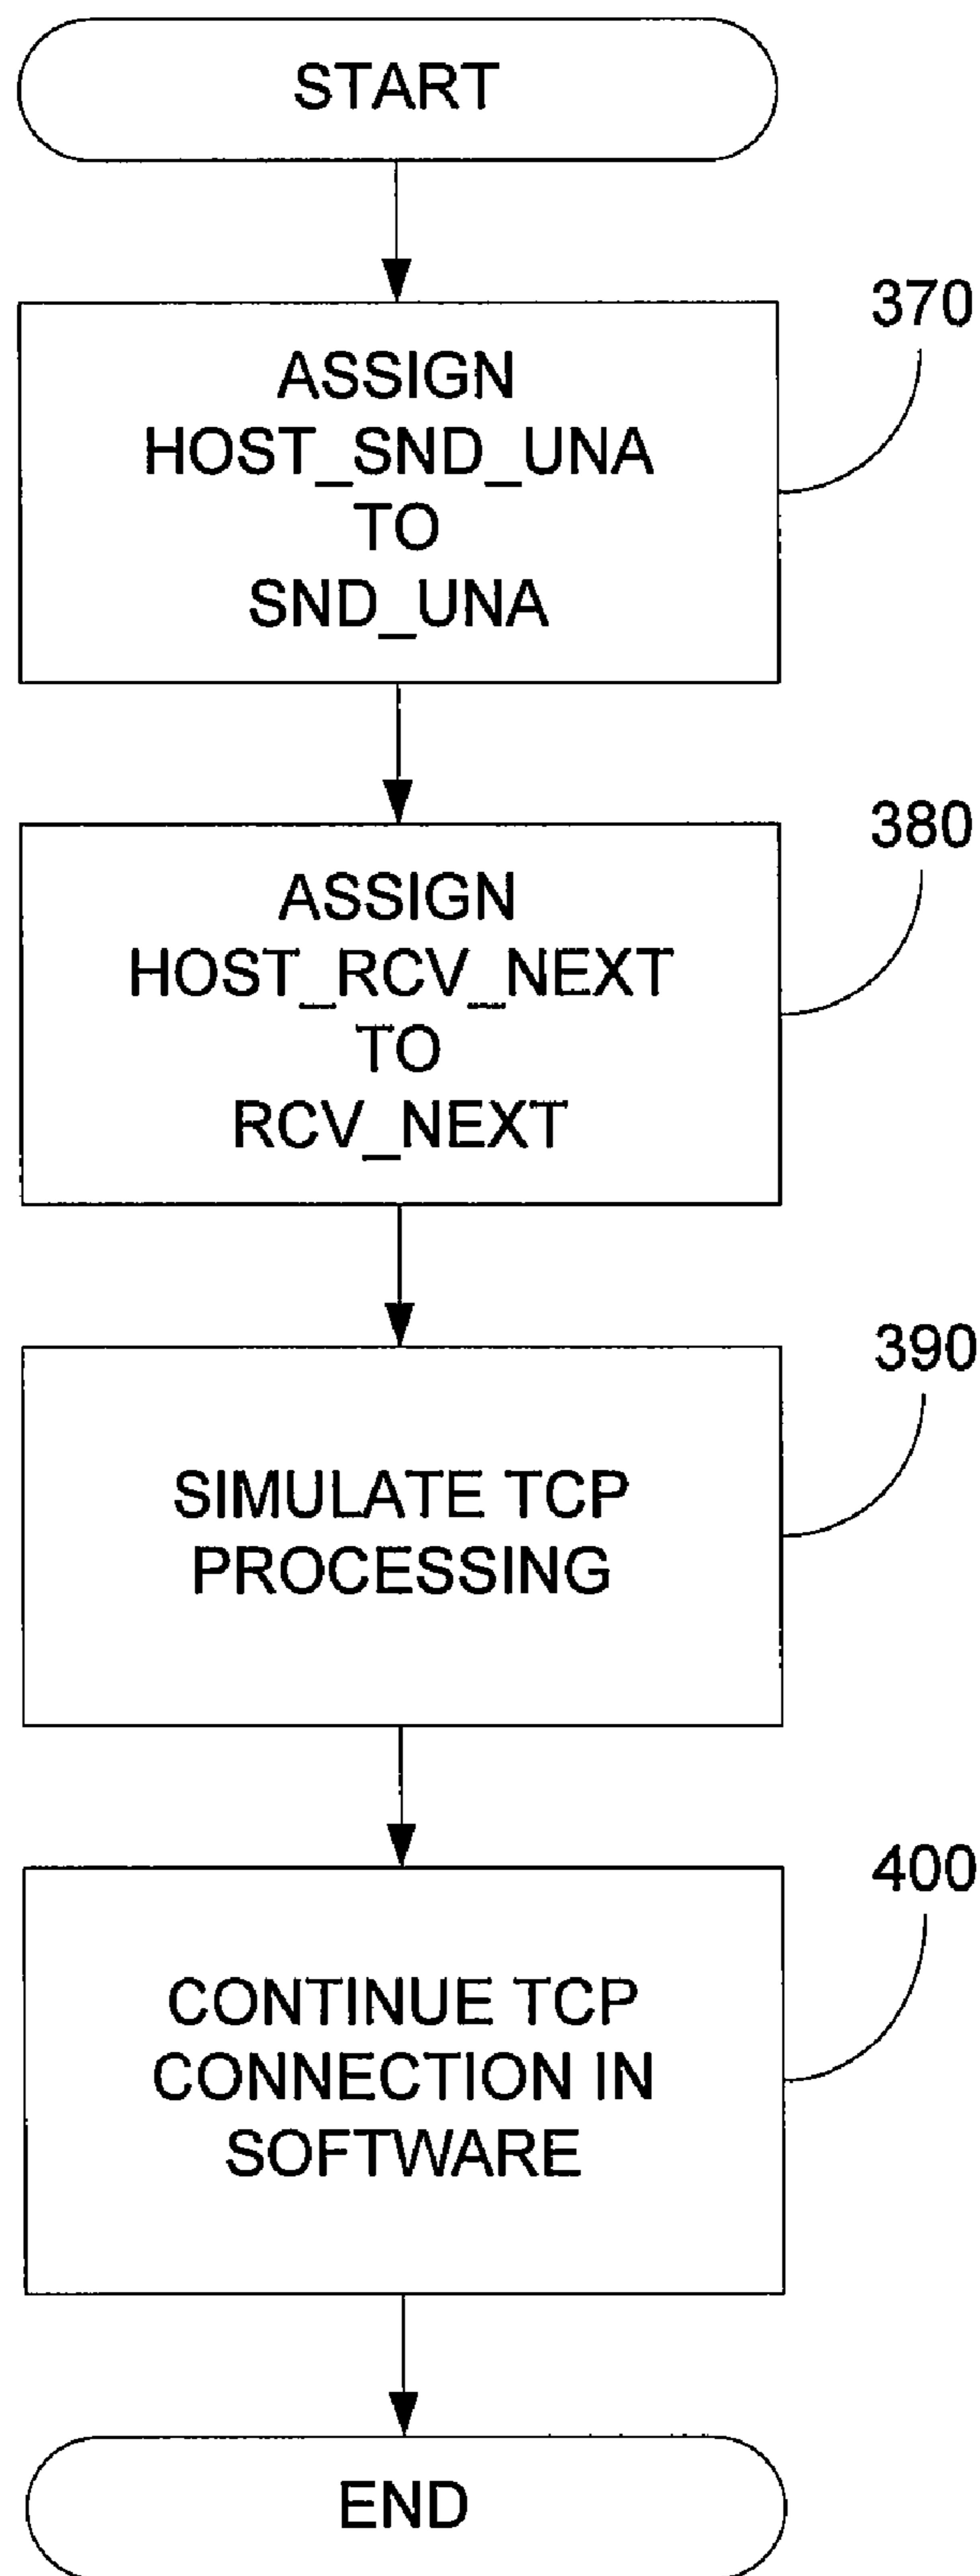 START
370
ASSIGN
HOST_SND_UNA
TO
SND_UNA
380
ASSIGN
HOST_RCV_NEXT
TO
RCV_NEXT
390
SIMULATE TCP
PROCESSING
400
CONTINUE TCP
CONNECTION IN
SOFTWARE
END